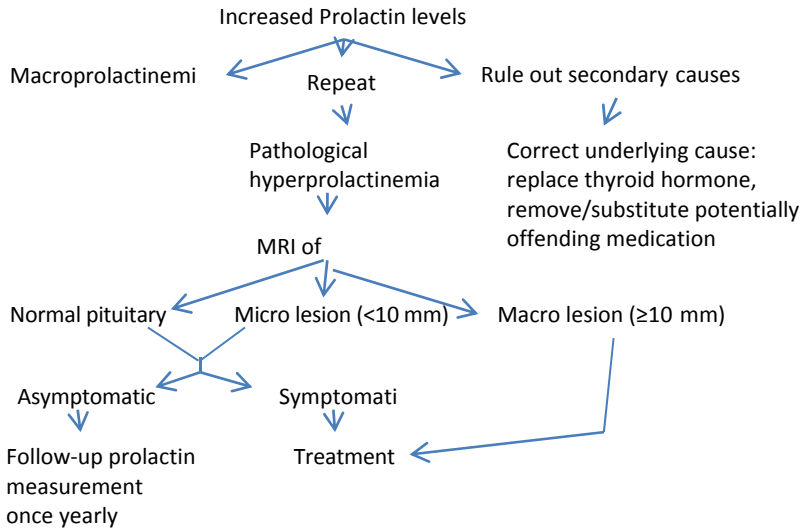 Increased Prolactin levels
Macroprolactinemi
Repeat
Rule out secondary causes
Pathological
hyperprolactinemia
Correct underlying cause:
replace thyroid hormone,
remove/substitute potentially
offending medication
MRI of
Normal pituitary
Micro lesion (<10 mm)
Macro lesion (≥10 mm)
Asymptomatic
Symptomati
Follow-up prolactin
measurement
once yearly
Treatment